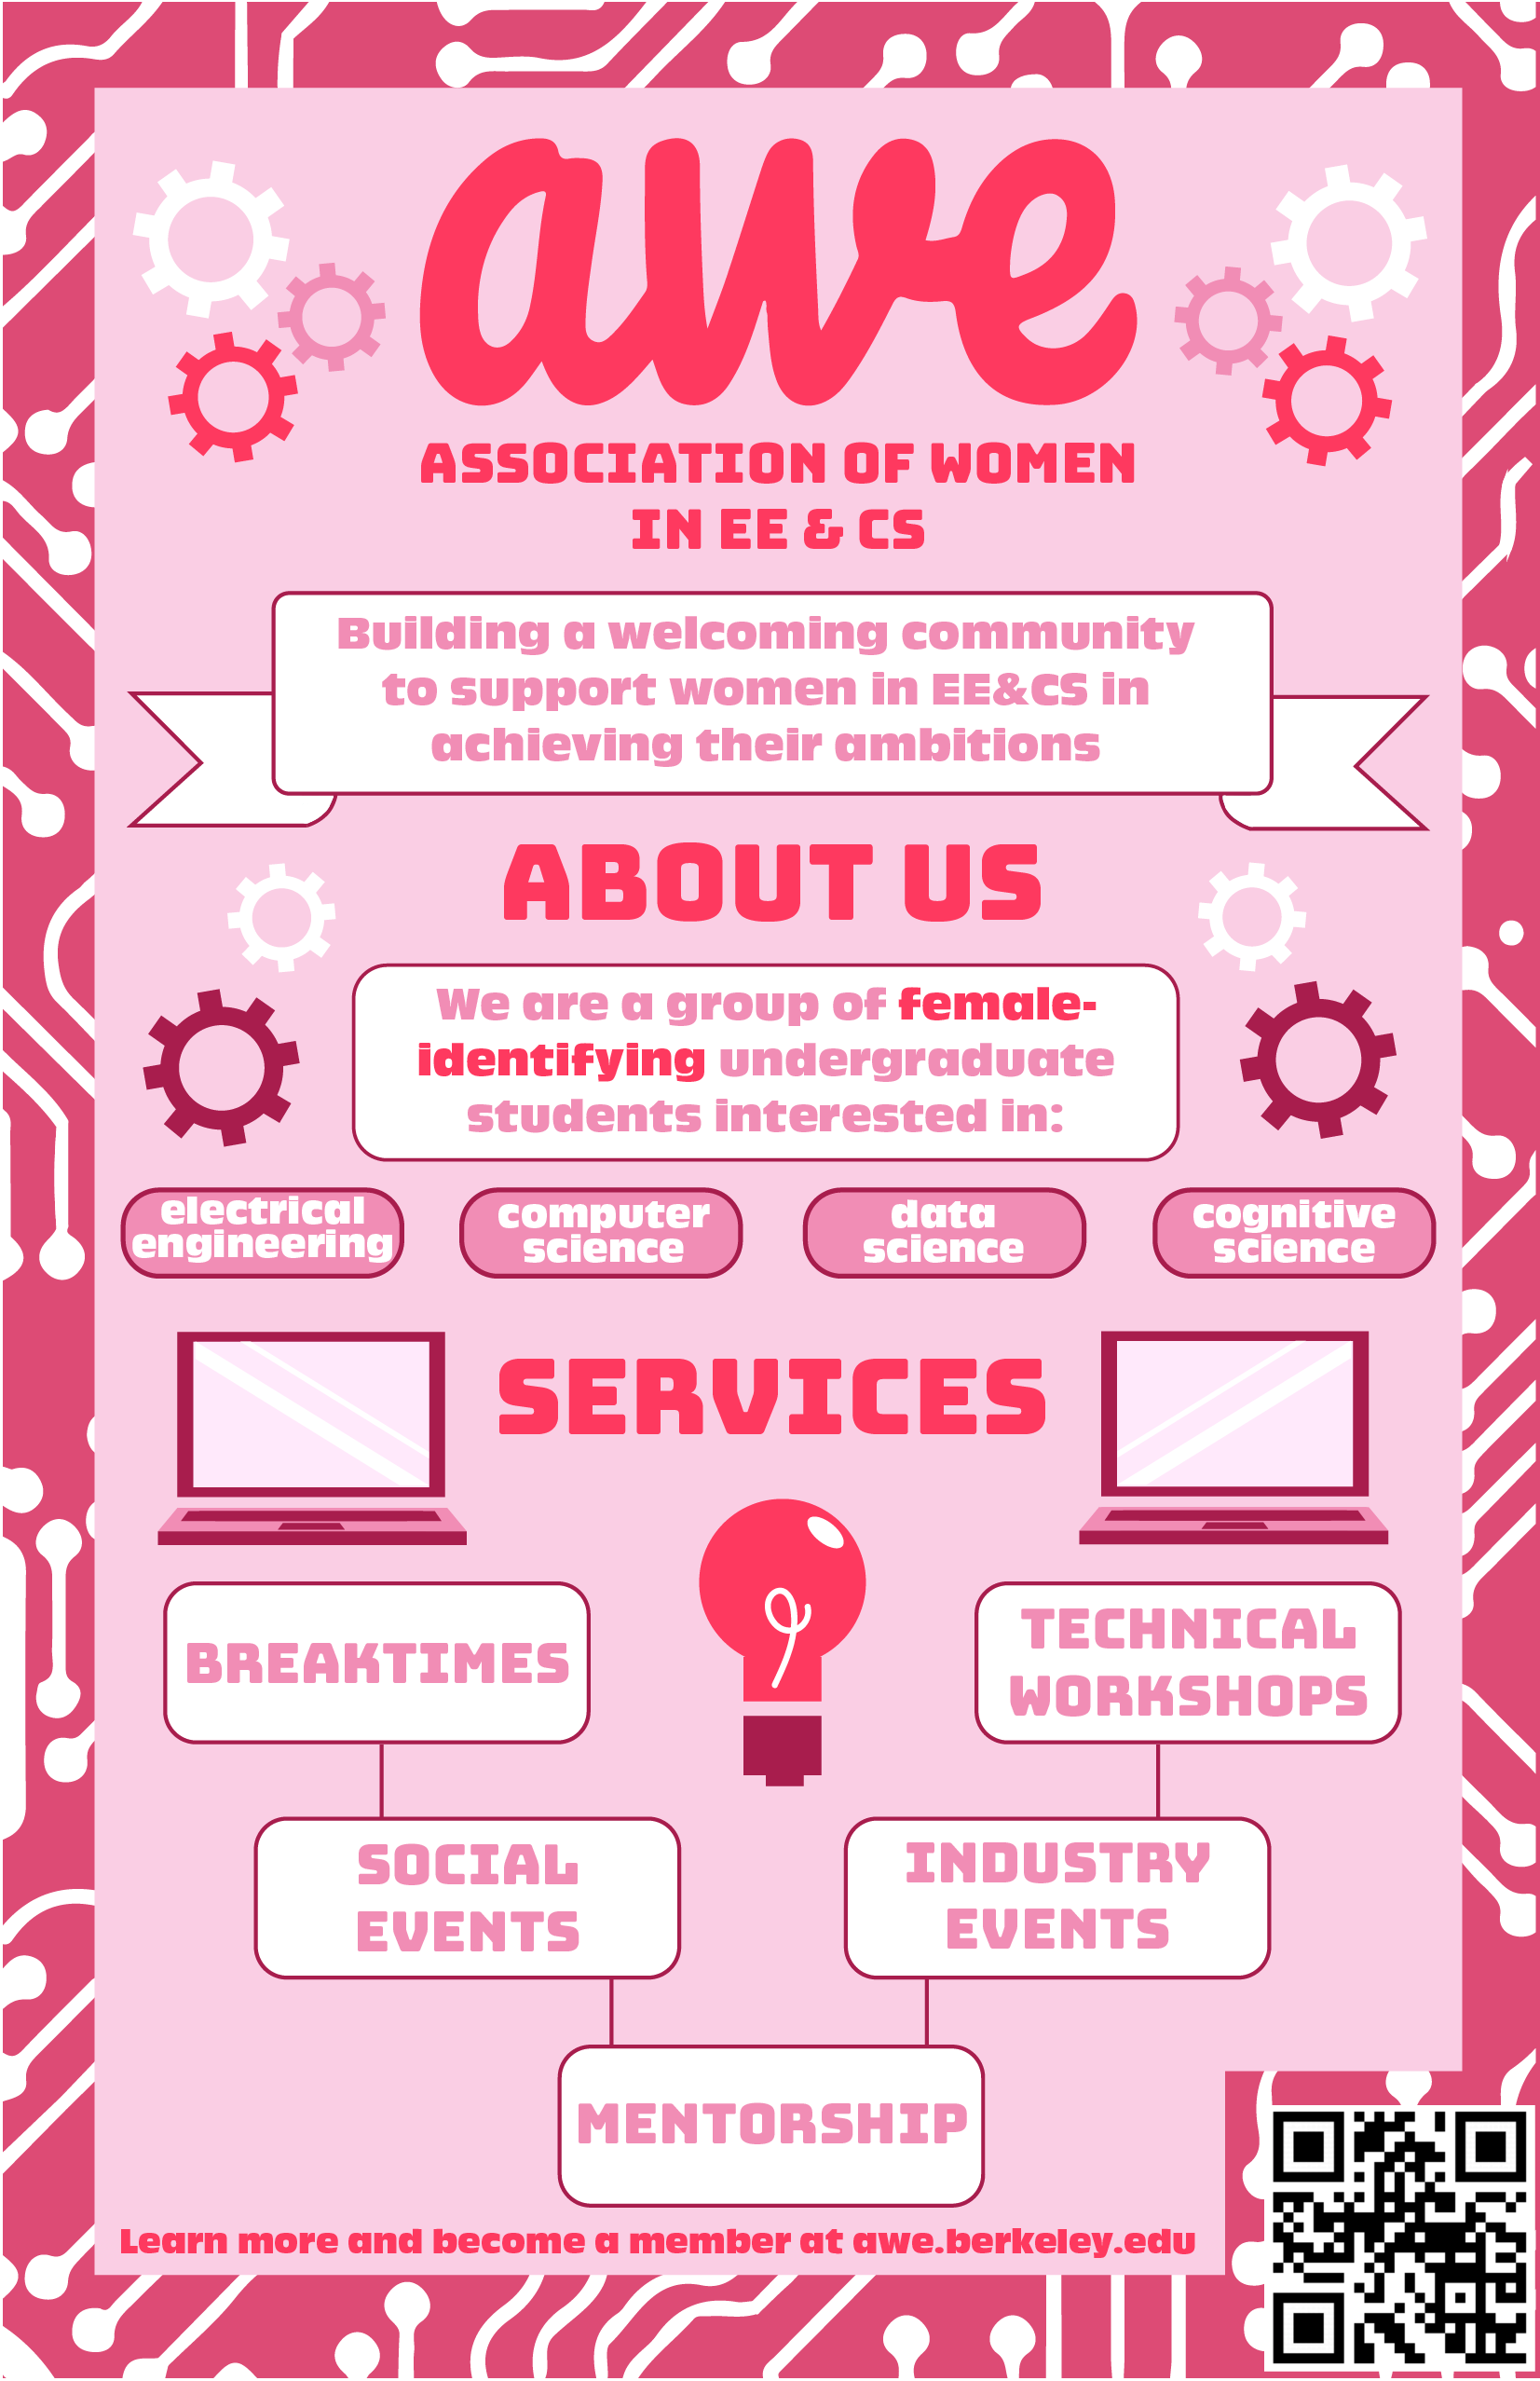 awe
ASSOCIATION OF WOMEN
IN EE & CS
Building a welcoming community
to support women in EE&CS in
achieving their ambitions
ABOUT US
We are a group of female-
identifying undergraduate
students interested in:
electrical
engineering
computer
science
data
science
cognitive
science
SERVICES
BREAKTIMES
TECHNICAL
WORKSHOPS
SOCIAL
EVENTS
INDUSTRY
EVENTS
MENTORSHIP
Learn more and become a member at awe.berkeley.edu